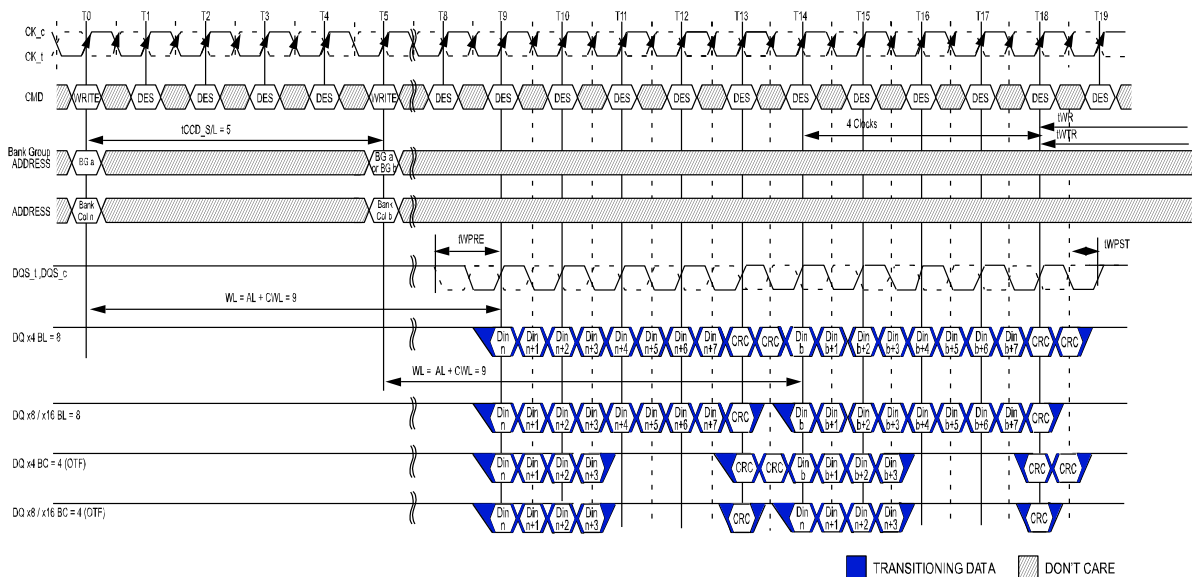 T0 T1 T2 T3 T4 T5 T8 T9 T10 T11 T12 T13 T14 T15 T16 T17 T18 T19
CK_c
CK_t
CMD WRITE DES DES DES DES WRITE DES DES DES DES DES DES DES DES DES DES DES DES
tCCD_S/L = 5
4 Clocks
tWR
tWTR
Bank Group
ADDRESS
BG a
BG a
or BG b
ADDRESS
Bank
Col n
Bank
Col b
tWPRE
tWPST
DQS_t ,DQS_c
WL = AL + CWL = 9
DQ x4 BL = 8
Din n Din n+1 Din n+2 Din n+3 Din n+4 Din n+5 Din n+6 Din n+7 CRC CRC Din b Din b+1 Din b+2 Din b+3 Din b+4 Din b+5 Din b+6 Din b+7 CRC CRC
WL = AL + CWL = 9
DQ x8 / x16 BL = 8
Din n Din n+1 Din n+2 Din n+3 Din n+4 Din n+5 Din n+6 Din n+7 CRC Din b Din b+1 Din b+2 Din b+3 Din b+4 Din b+5 Din b+6 Din b+7 CRC
DQ x4 BC = 4 (OTF)
Din n Din n+1 Din n+2 Din n+3 CRC CRC Din b Din b+1 Din b+2 Din b+3 CRC CRC
DQ x8 / x16 BC = 4 (OTF)
Din n Din n+1 Din n+2 Din n+3 CRC Din n Din n+1 Din n+2 Din n+3 CRC
TRANSITIONING DATA
DON'T CARE